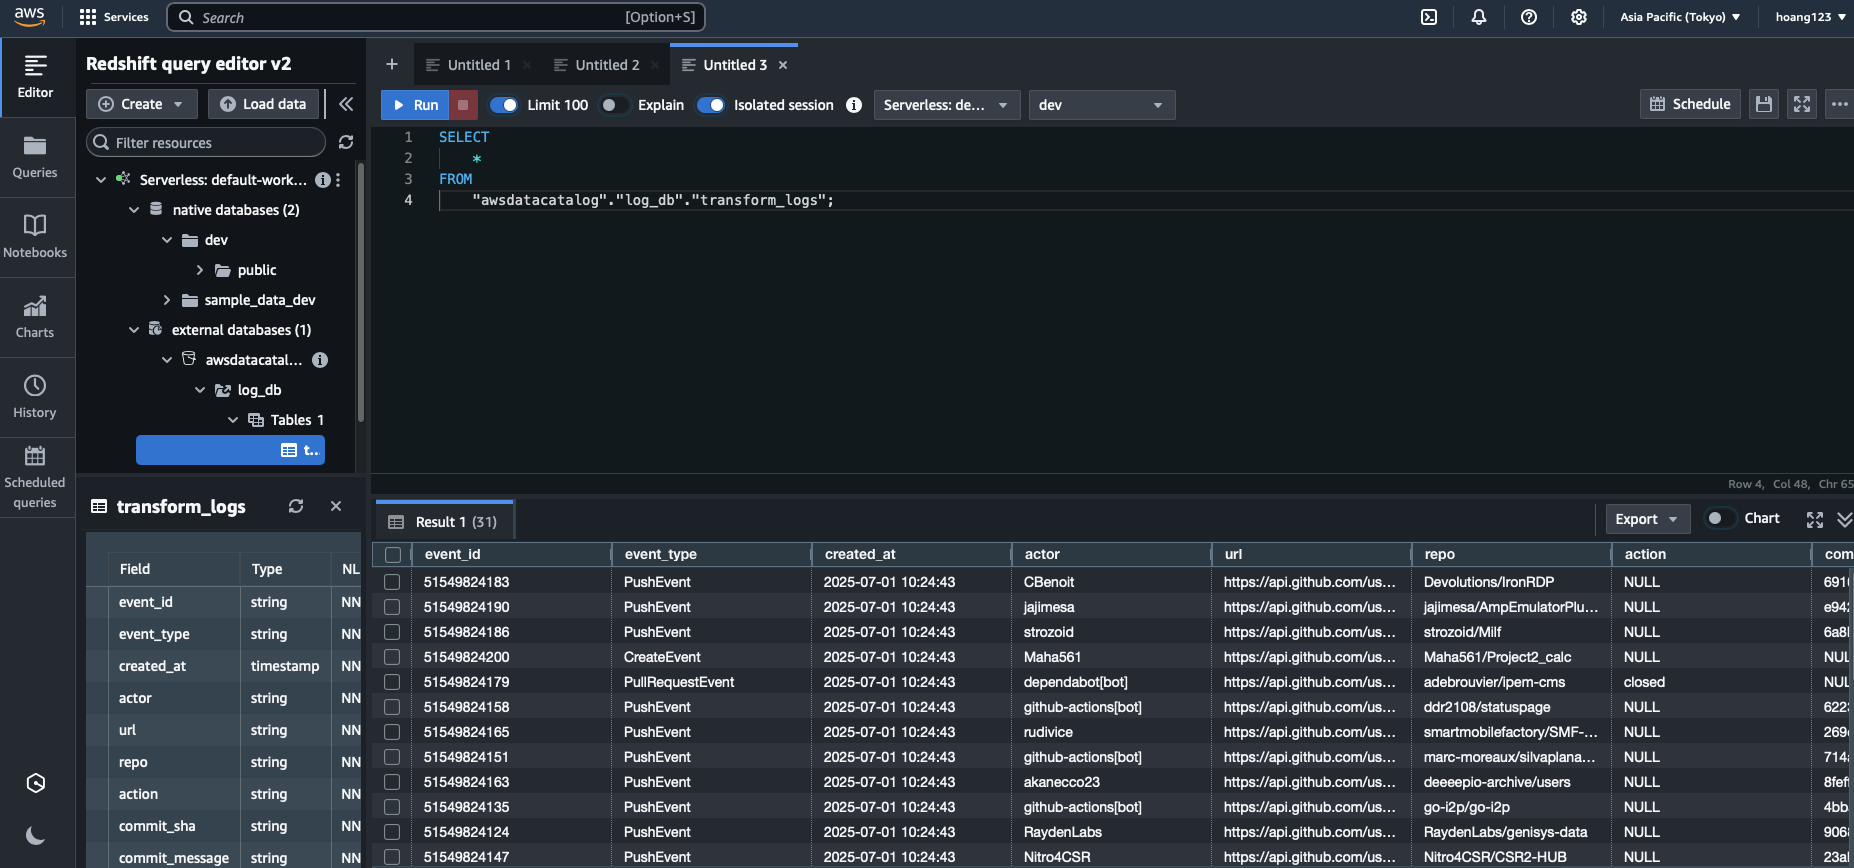 aws
Services
Search
[Option+S]
Asia Pacific (Tokyo)
hoang123
Editor
Queries
Notebooks
Charts
History
Scheduled
queries
Redshift query editor v2
Create
Load data
Filter resources
Serverless: default-work...
native databases (2)
dev
public
sample_data_dev
external databases (1)
awsdatacatal...
log_db
Tables 1
t...
transform_logs
Field Type NL
event_id string NN
event_type string NN
created_at timestamp NN
actor string NN
url string NN
repo string NN
action string NN
commit_sha string NN
commit_message string NN
Untitled 1
Untitled 2
Untitled 3
Run
Limit 100
Explain
Isolated session
Serverless: de...
dev
Schedule
1 SELECT
2 *
3 FROM
4 "awsdatacatalog"."log_db"."transform_logs";
Row 4, Col 48, Chr 65
Result 1 (31)
Export
Chart
event_id event_type created_at actor url repo action com
51549824183 PushEvent 2025-07-01 10:24:43 CBenoit https://api.github.com/us... Devolutions/IronRDP NULL 691
51549824190 PushEvent 2025-07-01 10:24:43 jajimesa https://api.github.com/us... jajimesa/AmpEmulatorPlu... NULL e94
51549824186 PushEvent 2025-07-01 10:24:43 strozoid https://api.github.com/us... strozoid/Milf NULL 6a8
51549824200 CreateEvent 2025-07-01 10:24:43 Maha561 https://api.github.com/us... Maha561/Project2_calc NULL NUL
51549824179 PullRequestEvent 2025-07-01 10:24:43 dependabot[bot] https://api.github.com/us... adebrouvier/ipem-cms closed NUL
51549824158 PushEvent 2025-07-01 10:24:43 github-actions[bot] https://api.github.com/us... ddr2108/statuspage NULL 622
51549824165 PushEvent 2025-07-01 10:24:43 rudivice https://api.github.com/us... smartmobilefactory/SMF-... NULL 269
51549824151 PushEvent 2025-07-01 10:24:43 github-actions[bot] https://api.github.com/us... marc-moreaux/silvaplana... NULL 714
51549824163 PushEvent 2025-07-01 10:24:43 akanecco23 https://api.github.com/us... deeeepio-archive/users NULL 8fef
51549824135 PushEvent 2025-07-01 10:24:43 github-actions[bot] https://api.github.com/us... go-i2p/go-i2p NULL 4bb
51549824124 PushEvent 2025-07-01 10:24:43 RaydenLabs https://api.github.com/us... RaydenLabs/genisys-data NULL 906
51549824147 PushEvent 2025-07-01 10:24:43 Nitro4CSR https://api.github.com/us... Nitro4CSR/CSR2-HUB NULL 23a